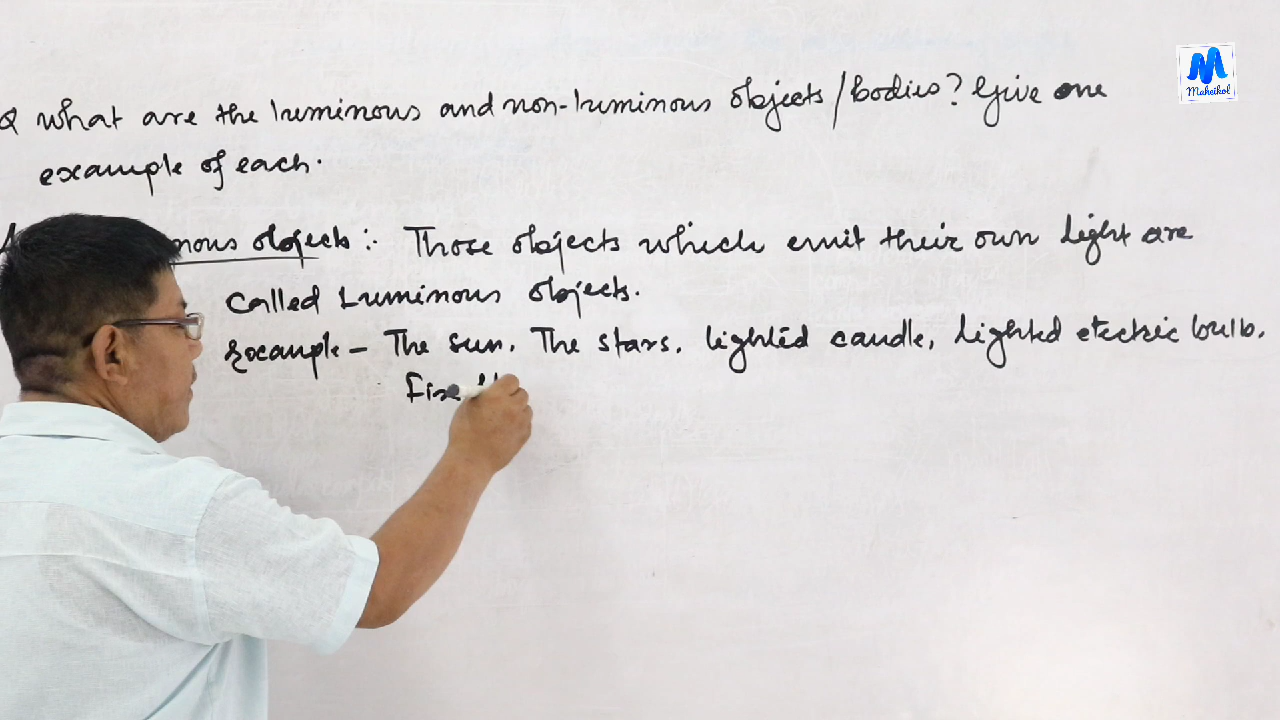 Q What are the luminous and non-luminous objects/bodies? Give one
example of each.
objects :- Those objects which emit their own light are
called Luminous objects.
Example - The sun, The stars, lighted candle, lighted electric bulb,
Maheikol